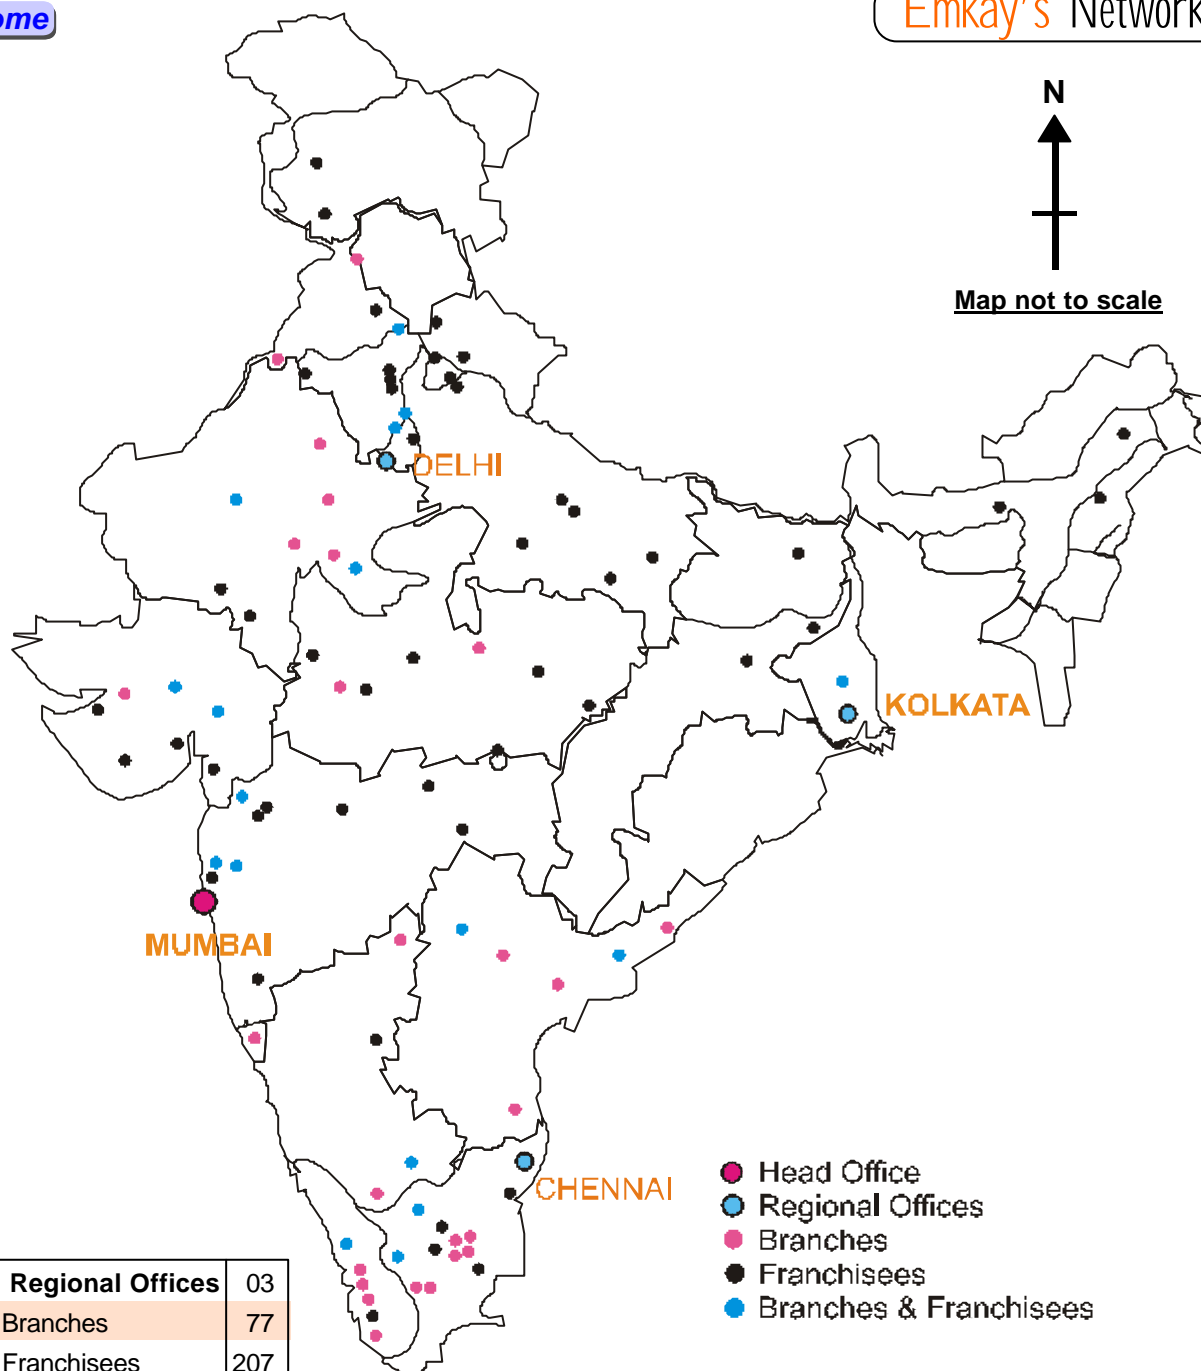 Emkay's Network
N
Map not to scale
DELHI
KOLKATA
MUMBAI
CHENNAI
Head Office
Regional Offices
Branches
Franchisees
Branches & Franchisees
Regional Offices 03
Branches 77
Franchisees 207